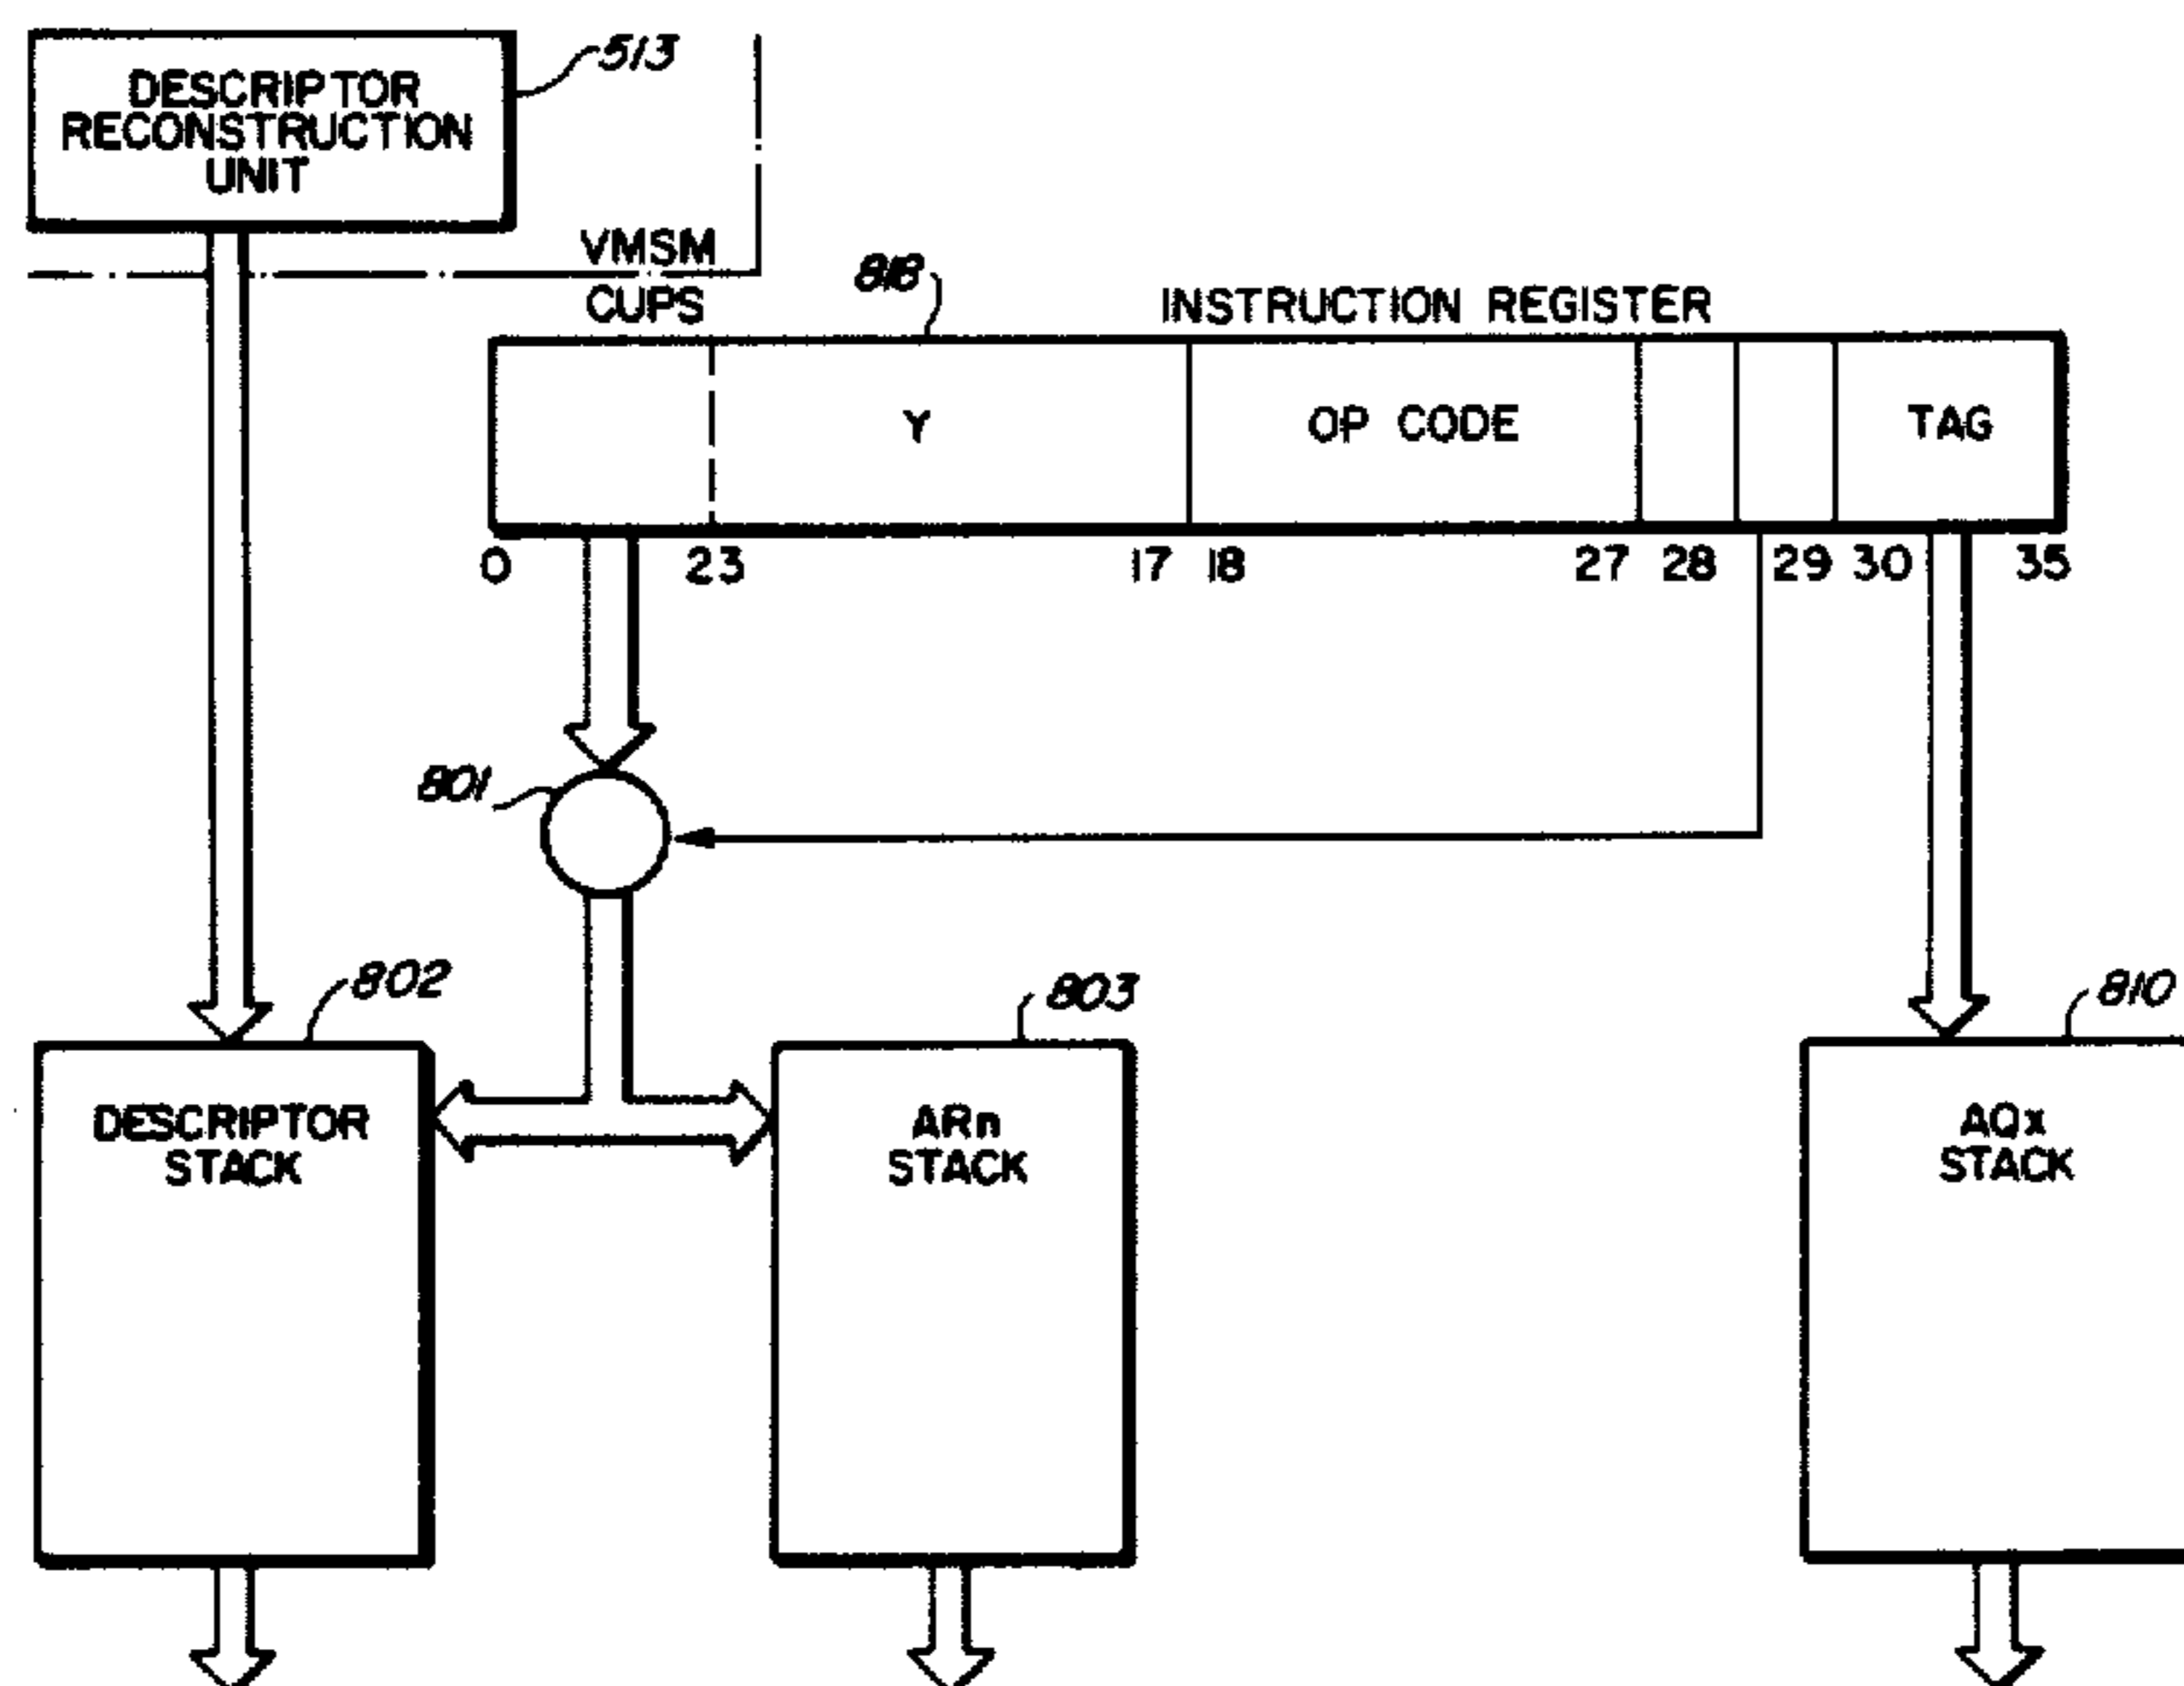 513
DESCRIPTOR
RECONSTRUCTION
UNIT
VMSM
CUPS
818
INSTRUCTION REGISTER
Y
OP CODE
TAG
0 23 17 18 27 28 29 30 35
801
802
803
810
DESCRIPTOR
STACK
ARn
STACK
AQx
STACK